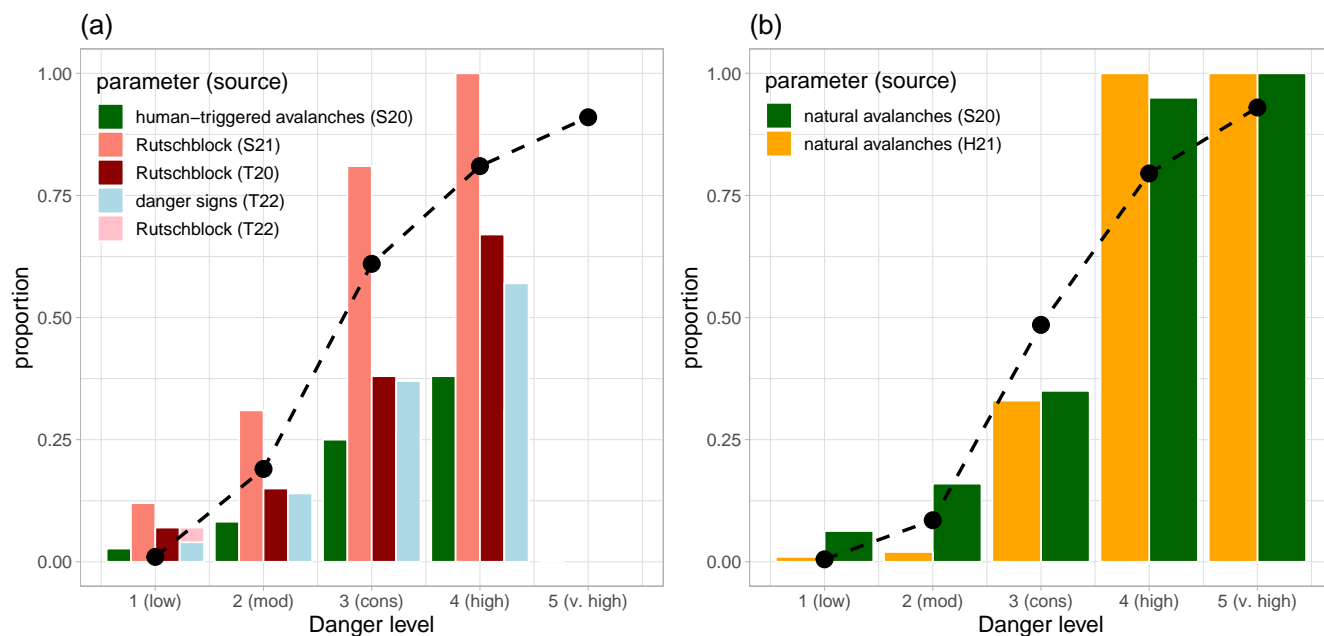 (a)
parameter (source)
human−triggered avalanches (S20)
Rutschblock (S21)
Rutschblock (T20)
danger signs (T22)
Rutschblock (T22)
1.00
0.75
0.50
0.25
0.00
proportion
1 (low) 2 (mod) 3 (cons) 4 (high) 5 (v. high)
Danger level
(b)
parameter (source)
natural avalanches (S20)
natural avalanches (H21)
1.00
0.75
0.50
0.25
0.00
proportion
1 (low) 2 (mod) 3 (cons) 4 (high) 5 (v. high)
Danger level